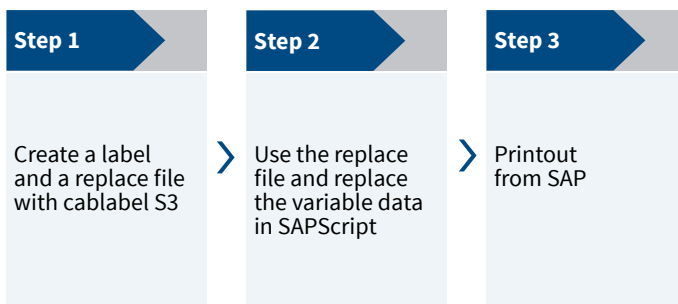 Step 1
Create a label
and a replace file
with cablabel S3
Step 2
Use the replace
file and replace
the variable data
in SAPScript
Step 3
Printout
from SAP